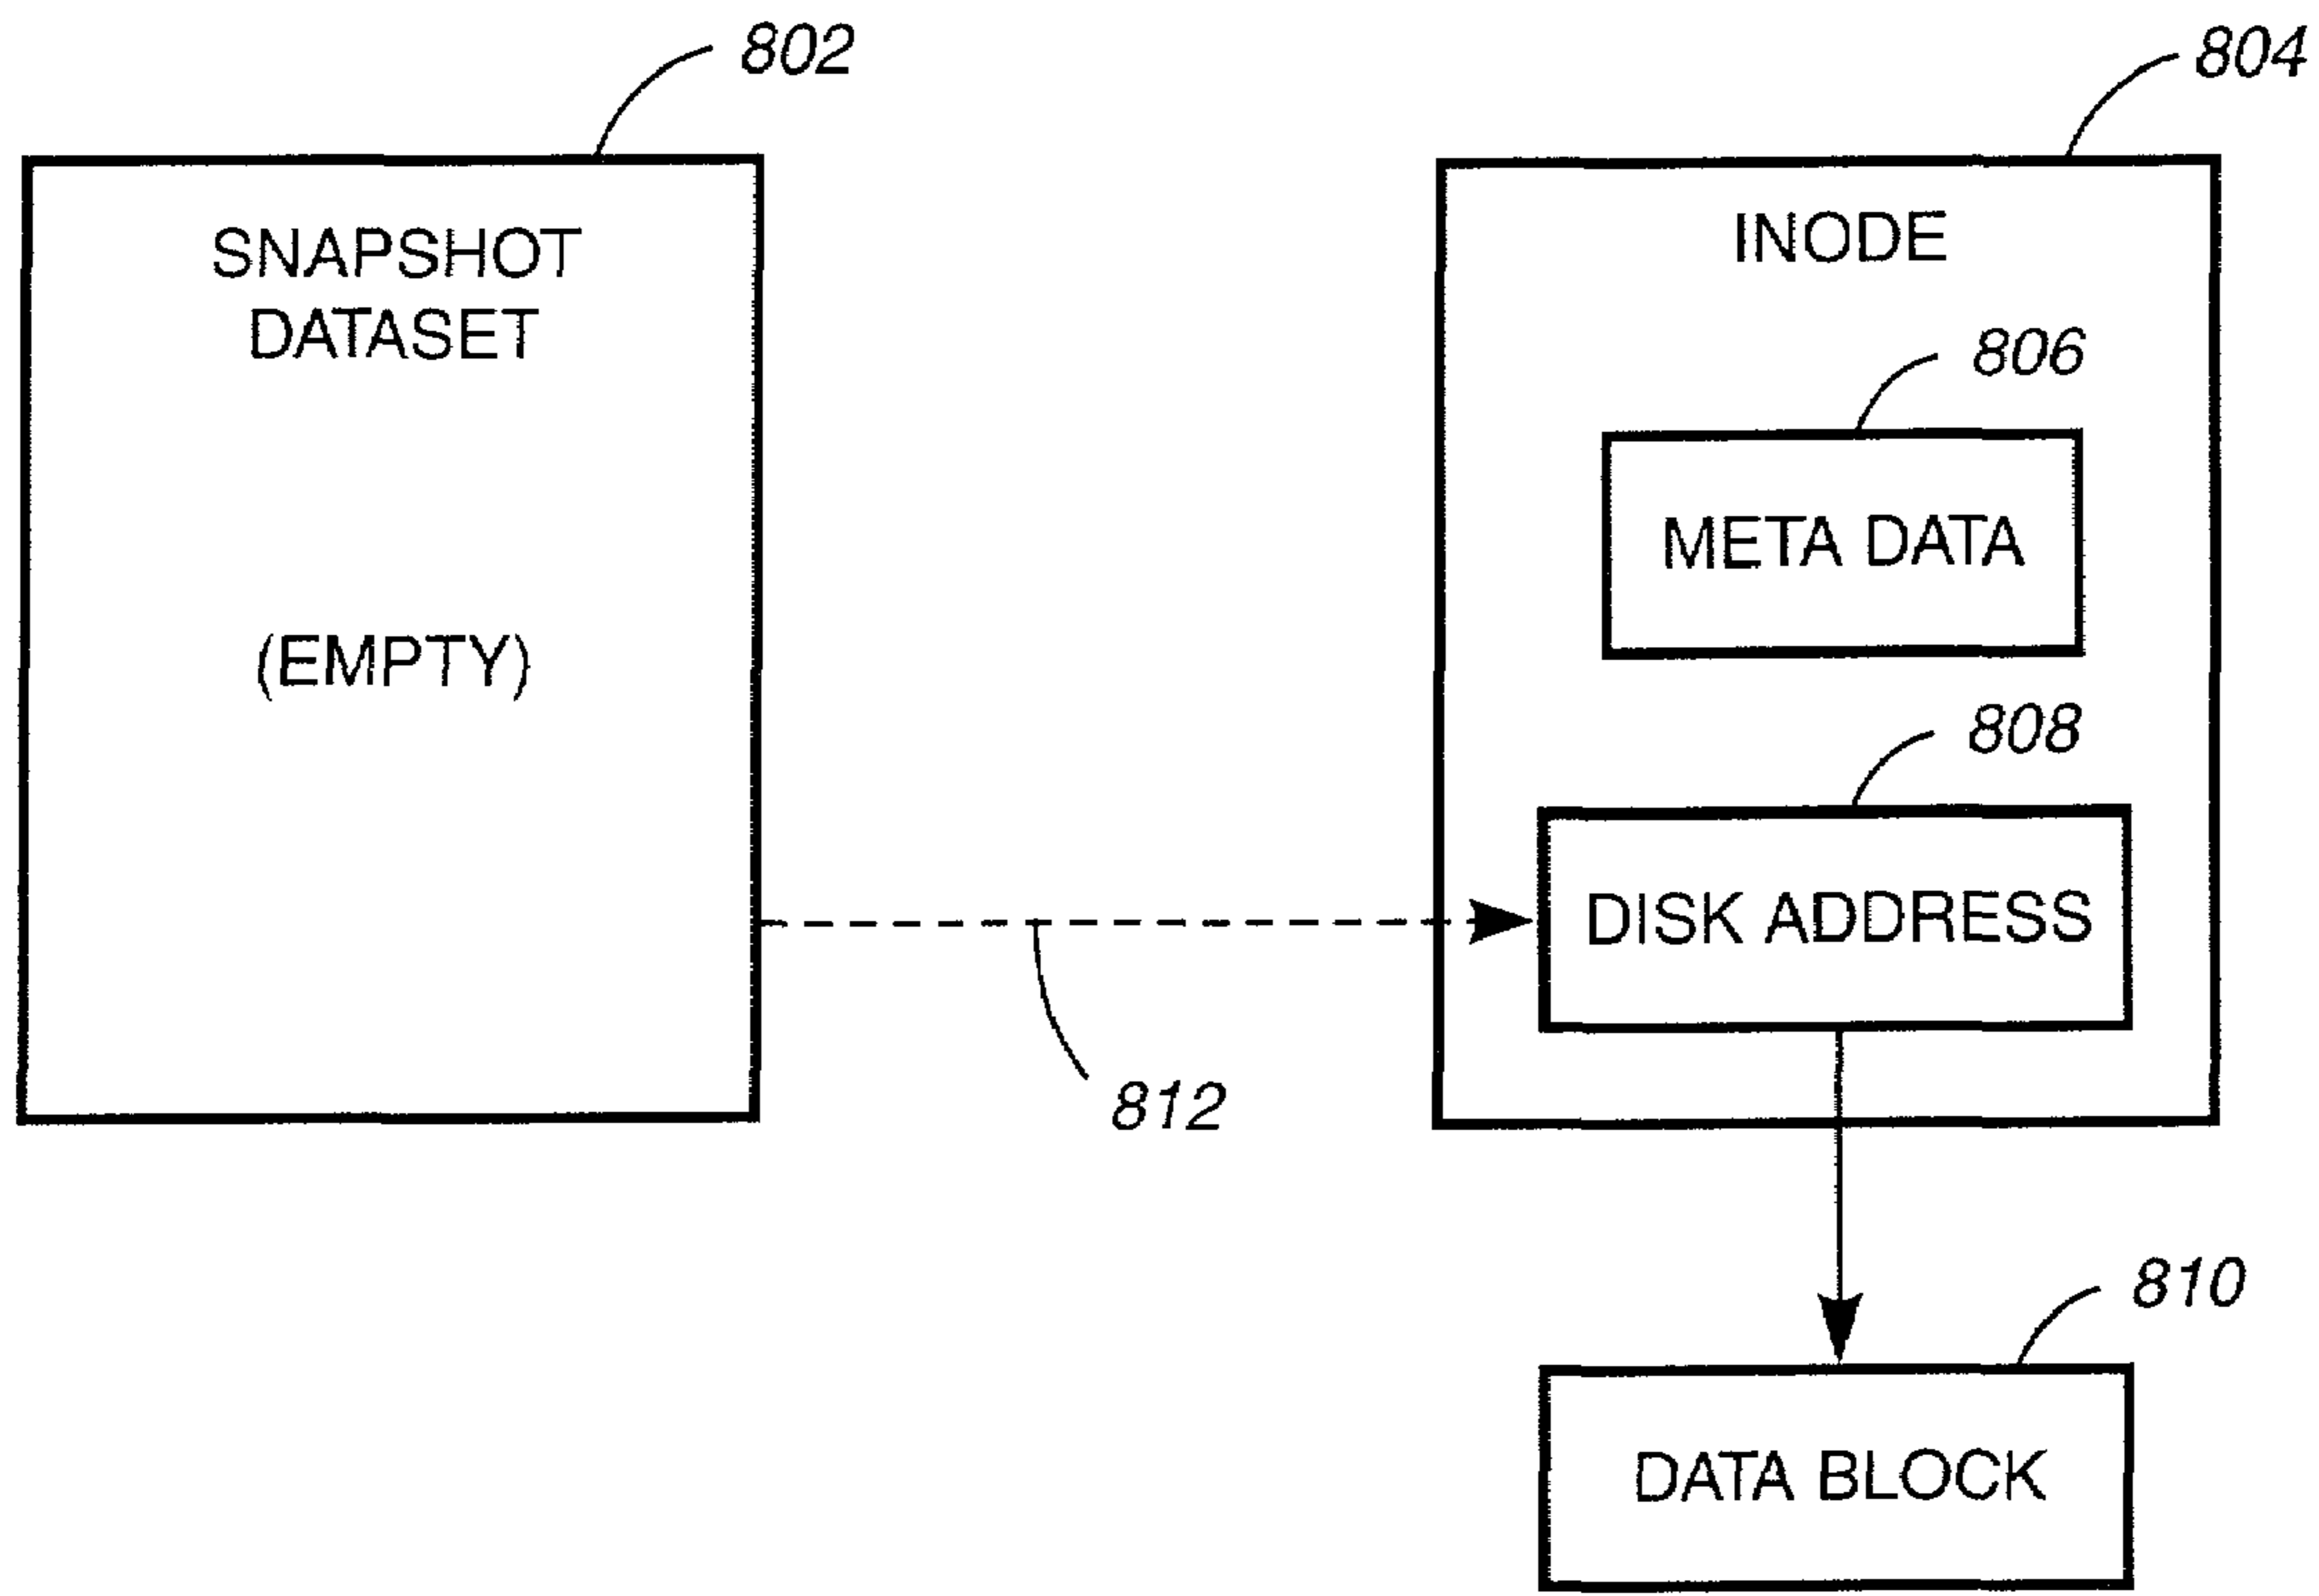 802
804
SNAPSHOT
DATASET
(EMPTY)
INODE
806
META DATA
808
DISK ADDRESS
812
810
DATA BLOCK